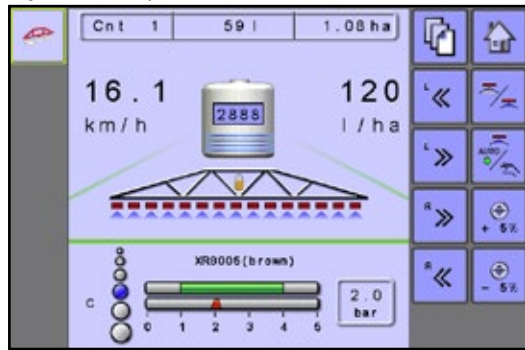 Cnt 1 59 l 1.08 ha
16.1 120
km/h l/ha
2888
L L R R
AUTO
+ 5%
- 5%
XR8005(brown)
C
2.0
bar
0 1 2 3 4 5